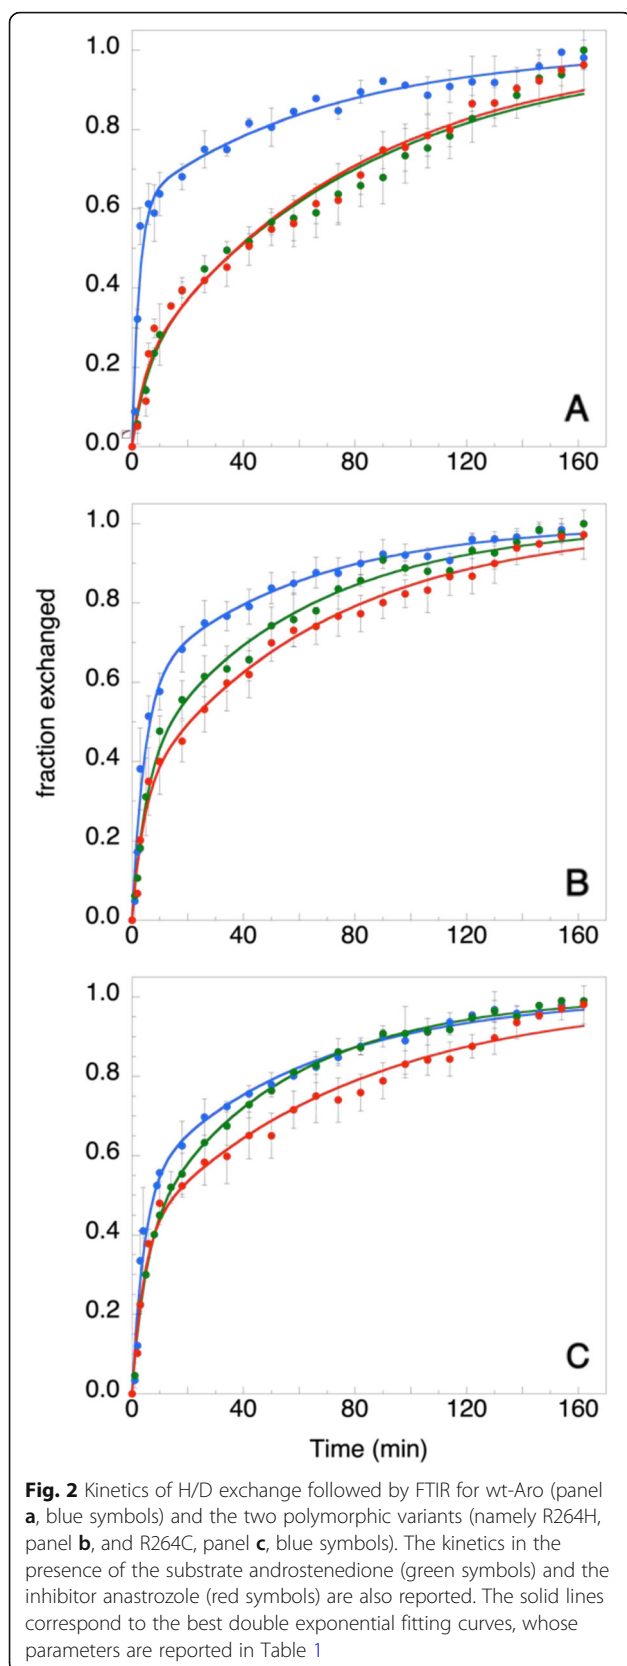 1.0
0.8
0.6
0.4
0.2
0.0
0 40 80 120 160
A
1.0
0.8
0.6
0.4
0.2
0.0
0 40 80 120 160
B
fraction exchanged
1.0
0.8
0.6
0.4
0.2
0.0
0 40 80 120 160
C
Time (min)
Fig. 2 Kinetics of H/D exchange followed by FTIR for wt-Aro (panel
a, blue symbols) and the two polymorphic variants (namely R264H,
panel b, and R264C, panel c, blue symbols). The kinetics in the
presence of the substrate androstenedione (green symbols) and the
inhibitor anastrozole (red symbols) are also reported. The solid lines
correspond to the best double exponential fitting curves, whose
parameters are reported in Table 1